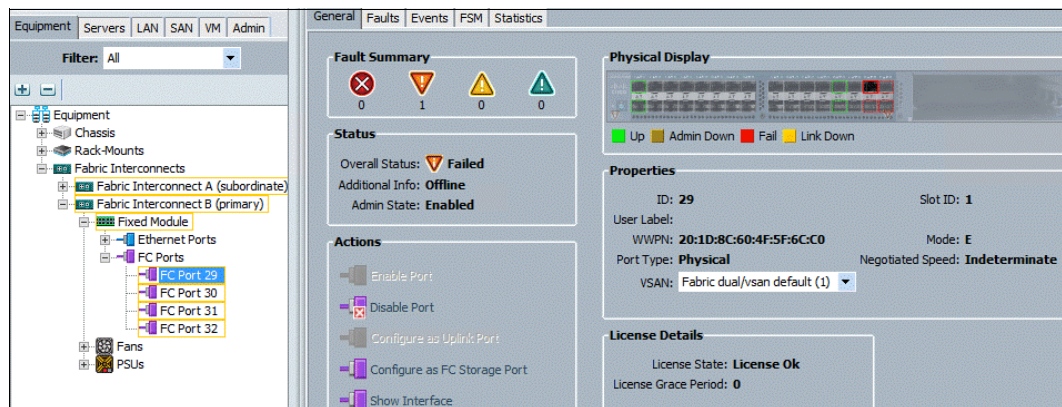 Equipment Servers LAN SAN VM Admin
Filter: All
Equipment
Chassis
Rack-Mounts
Fabric Interconnects
Fabric Interconnect A (subordinate)
Fabric Interconnect B (primary)
Fixed Module
Ethernet Ports
FC Ports
FC Port 29
FC Port 30
FC Port 31
FC Port 32
Fans
PSUs
General Faults Events FSM Statistics
Fault Summary
0 1 0 0
Status
Overall Status: Failed
Additional Info: Offline
Admin State: Enabled
Actions
Enable Port
Disable Port
Configure as Uplink Port
Configure as FC Storage Port
Show Interface
Physical Display
Up Admin Down Fail Link Down
Properties
ID: 29 Slot ID: 1
User Label:
WWPN: 20:1D:8C:60:4F:5F:6C:C0 Mode: E
Port Type: Physical Negotiated Speed: Indeterminate
VSAN: Fabric dual/vsan default (1)
License Details
License State: License Ok
License Grace Period: 0